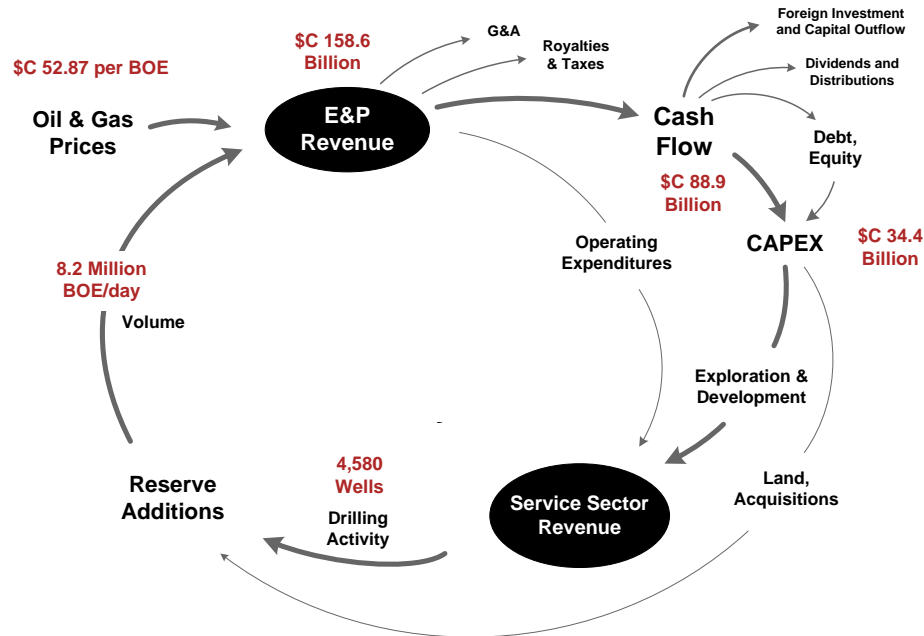 Foreign Investment
and Capital Outflow
G&A
$C 158.6
Billion
Royalties
& Taxes
$C 52.87 per BOE
Dividends and
Distributions
Oil & Gas
Prices
E&P
Revenue
Cash
Flow
Debt,
Equity
$C 88.9
Billion
CAPEX
$C 34.4
Billion
Operating
Expenditures
8.2 Million
BOE/day
Volume
Exploration &
Development
4,580
Wells
Reserve
Additions
Drilling
Activity
Service Sector
Revenue
Land,
Acquisitions